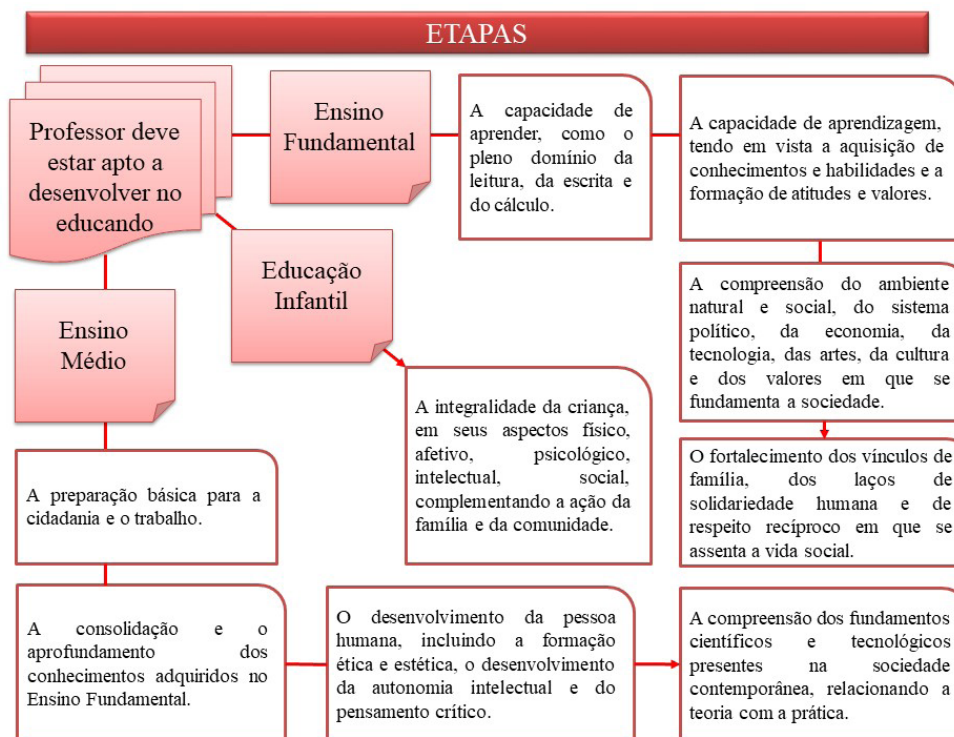 ETAPAS
Professor deve
estar apto a
desenvolver no
educando
Ensino
Fundamental
A capacidade de
aprender, como o
pleno domínio da
leitura, da escrita e
do cálculo.
A capacidade de aprendizagem,
tendo em vista a aquisição de
conhecimentos e habilidades e a
formação de atitudes e valores.
A compreensão do ambiente
natural e social, do sistema
político, da economia, da
tecnologia, das artes, da cultura
e dos valores em que se
fundamenta a sociedade.
O fortalecimento dos vínculos de
família, dos laços de
solidariedade humana e de
respeito recíproco em que se
assenta a vida social.
Educação
Infantil
A integralidade da criança,
em seus aspectos físico,
afetivo, psicológico,
intelectual, social,
complementando a ação da
família e da comunidade.
Ensino
Médio
A preparação básica para a
cidadania e o trabalho.
A consolidação e o
aprofundamento dos
conhecimentos adquiridos no
Ensino Fundamental.
O desenvolvimento da pessoa
humana, incluindo a formação
ética e estética, o desenvolvimento
da autonomia intelectual e do
pensamento crítico.
A compreensão dos fundamentos
científicos e tecnológicos
presentes na sociedade
contemporânea, relacionando a
teoria com a prática.